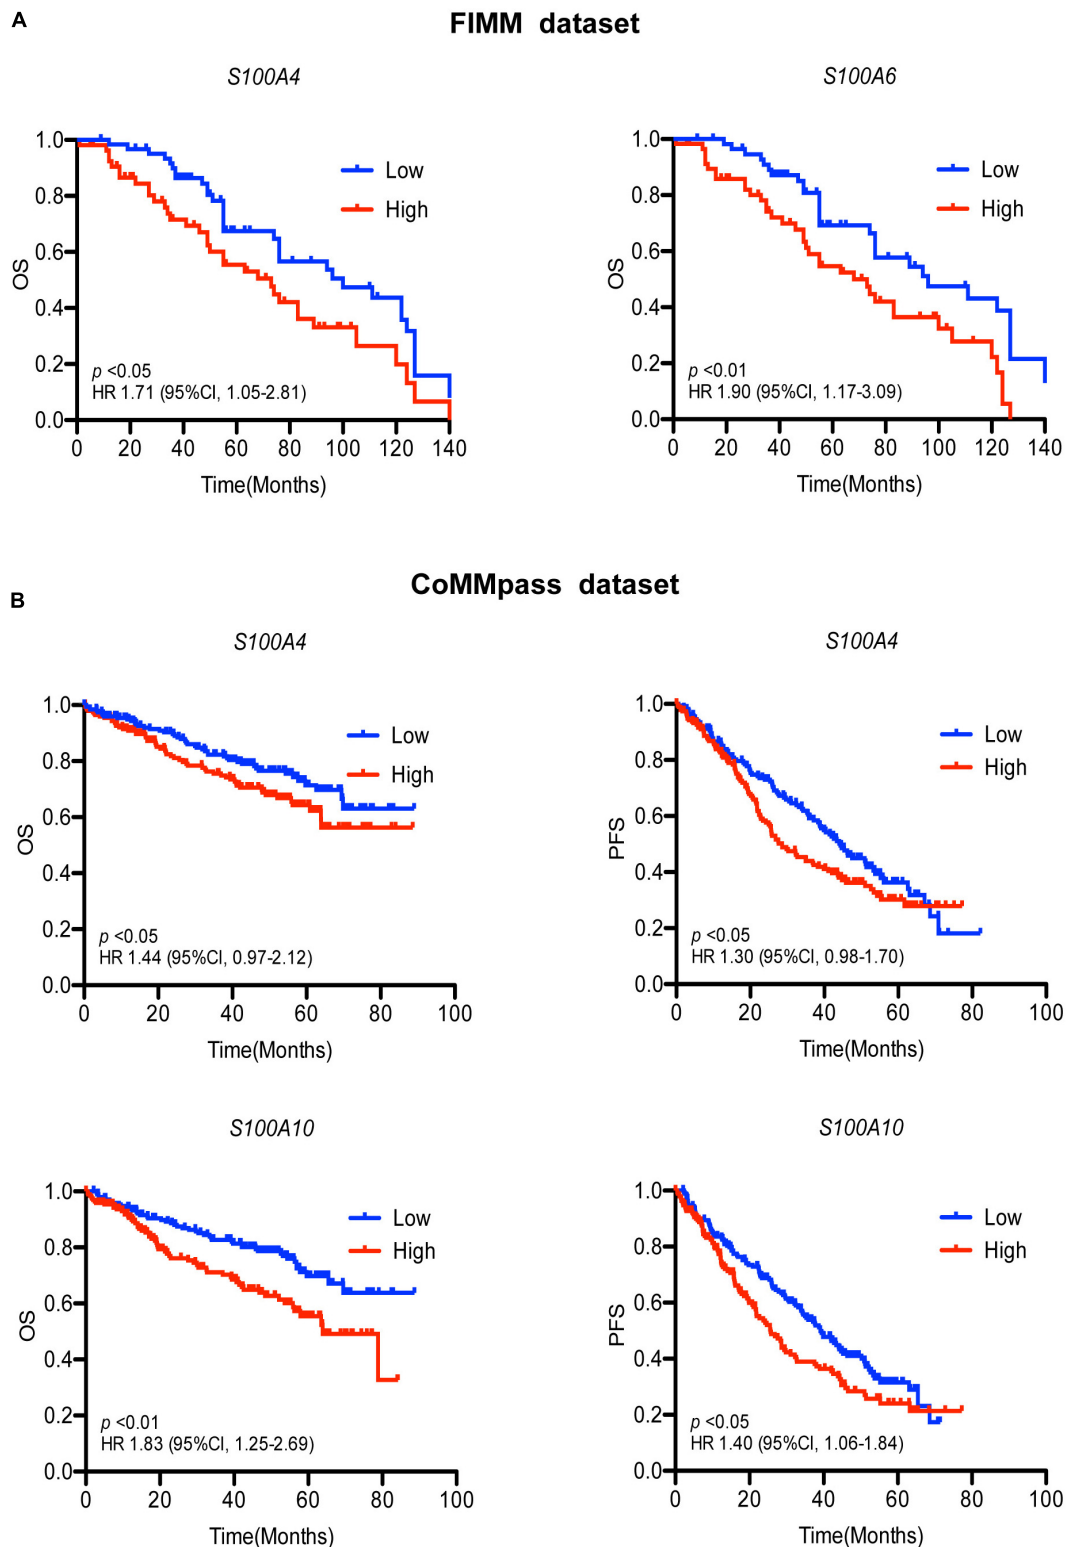 A
FIMM dataset
S100A4
1.0
0.8
0.6
0.4
0.2
0.0
OS
Low
High
p <0.05
HR 1.71 (95%CI, 1.05-2.81)
0 20 40 60 80 100 120 140
Time(Months)
S100A6
1.0
0.8
0.6
0.4
0.2
0.0
OS
Low
High
p <0.01
HR 1.90 (95%CI, 1.17-3.09)
0 20 40 60 80 100 120 140
Time(Months)
CoMMpass dataset
B
S100A4
1.0
0.8
0.6
0.4
0.2
0.0
OS
Low
High
p <0.05
HR 1.44 (95%CI, 0.97-2.12)
0 20 40 60 80 100
Time(Months)
S100A4
1.0
0.8
0.6
0.4
0.2
0.0
PFS
Low
High
p <0.05
HR 1.30 (95%CI, 0.98-1.70)
0 20 40 60 80 100
Time(Months)
S100A10
1.0
0.8
0.6
0.4
0.2
0.0
OS
Low
High
p <0.01
HR 1.83 (95%CI, 1.25-2.69)
0 20 40 60 80 100
Time(Months)
S100A10
1.0
0.8
0.6
0.4
0.2
0.0
PFS
Low
High
p <0.05
HR 1.40 (95%CI, 1.06-1.84)
0 20 40 60 80 100
Time(Months)